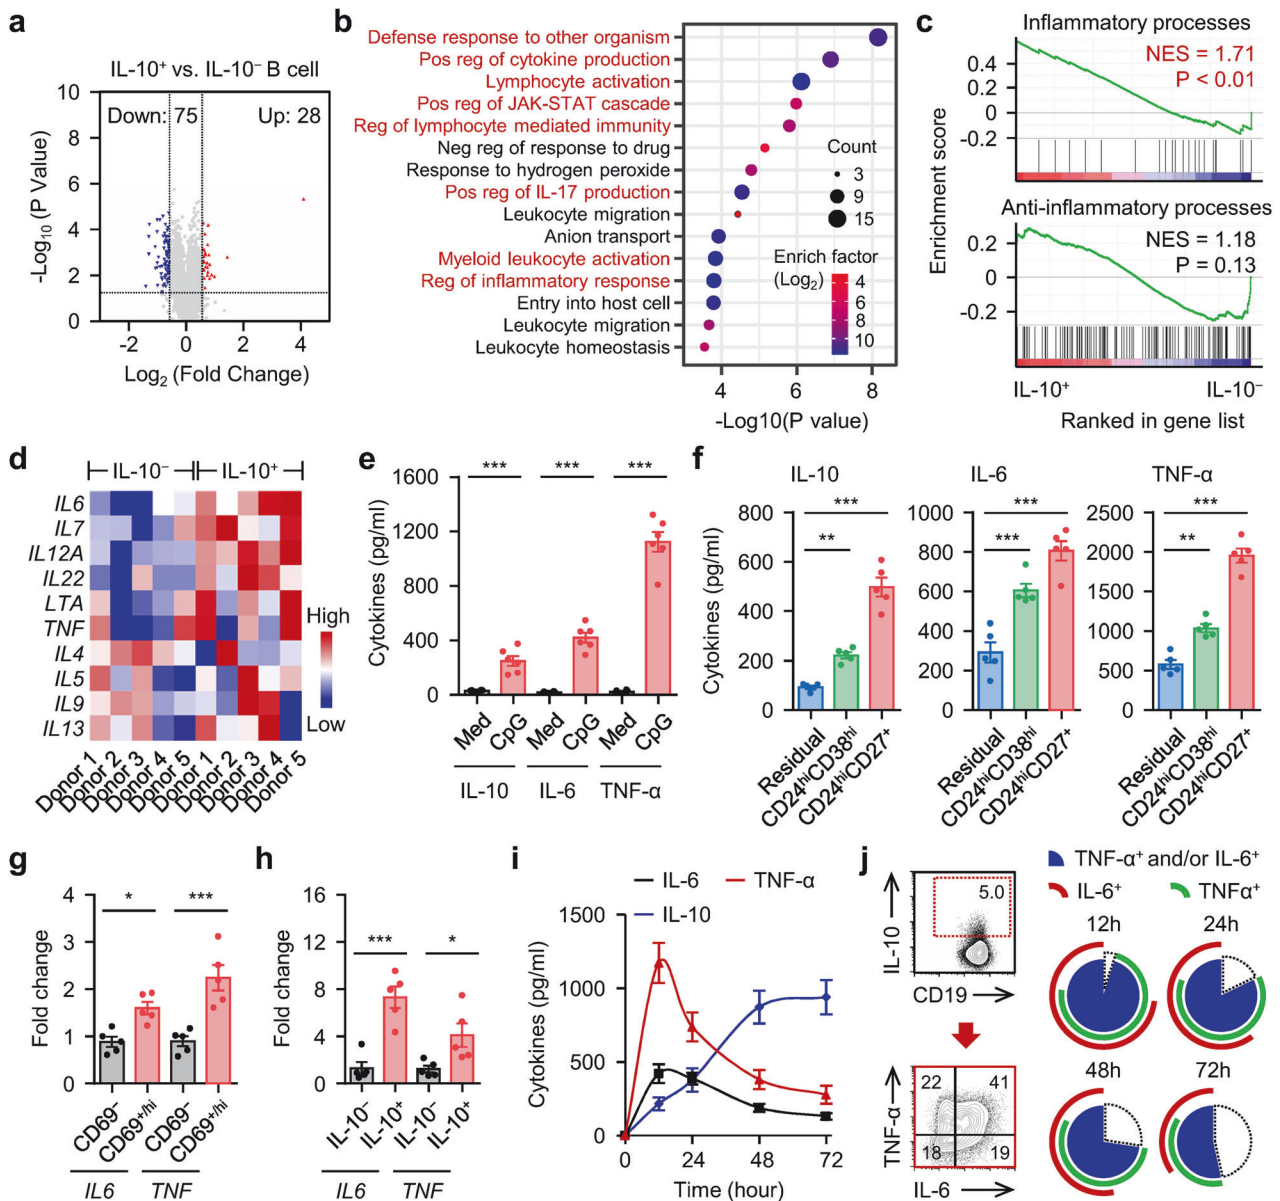 a
IL-10⁺ vs. IL-10⁻ B cell
Down: 75
Up: 28
10
8
6
4
2
0
-2
0
2
4
-Log₁₀ (P Value)
Log₂ (Fold Change)
b
Defense response to other organism
Pos reg of cytokine production
Lymphocyte activation
Pos reg of JAK-STAT cascade
Reg of lymphocyte mediated immunity
Neg reg of response to drug
Response to hydrogen peroxide
Pos reg of IL-17 production
Leukocyte migration
Anion transport
Myeloid leukocyte activation
Reg of inflammatory response
Entry into host cell
Leukocyte migration
Leukocyte homeostasis
Count
3
9
15
Enrich factor
(Log₂)
4
6
8
10
4
6
8
-Log10(P value)
c
Inflammatory processes
NES = 1.71
P < 0.01
0.4
0.2
0
-0.2
Anti-inflammatory processes
NES = 1.18
P = 0.13
0.2
0
-0.2
Enrichment score
IL-10⁺
IL-10⁻
Ranked in gene list
d
IL-10⁻
IL-10⁺
IL6
IL7
IL12A
IL22
LTA
TNF
IL4
IL5
IL9
IL13
High
Low
Donor 1
Donor 2
Donor 3
Donor 4
Donor 5
Donor 1
Donor 2
Donor 3
Donor 4
Donor 5
e
*** *** ***
1600
1200
800
400
0
Cytokines (pg/ml)
Med
CpG
Med
CpG
Med
CpG
IL-10
IL-6
TNF-α
f
IL-10
***
**
800
600
400
200
0
Cytokines (pg/ml)
Residual
CD24ʰⁱCD38ʰⁱ
CD24ʰⁱCD27⁺
IL-6
***
***
1000
800
600
400
200
0
Residual
CD24ʰⁱCD38ʰⁱ
CD24ʰⁱCD27⁺
TNF-α
***
**
2500
2000
1500
1000
500
0
Residual
CD24ʰⁱCD38ʰⁱ
CD24ʰⁱCD27⁺
g
* ***
4
3
2
1
0
Fold change
CD69⁻
CD69⁺/ʰⁱ
CD69⁻
CD69⁺/ʰⁱ
IL6
TNF
h
*** *
16
12
8
4
0
Fold change
IL-10⁻
IL-10⁺
IL-10⁻
IL-10⁺
IL6
TNF
i
IL-6
TNF-α
IL-10
1500
1000
500
0
Cytokines (pg/ml)
0
24
48
72
Time (hour)
j
5.0
IL-10
CD19
22
41
18
19
TNF-α
IL-6
TNF-α⁺ and/or IL-6⁺
IL-6⁺
TNFα⁺
12h
24h
48h
72h